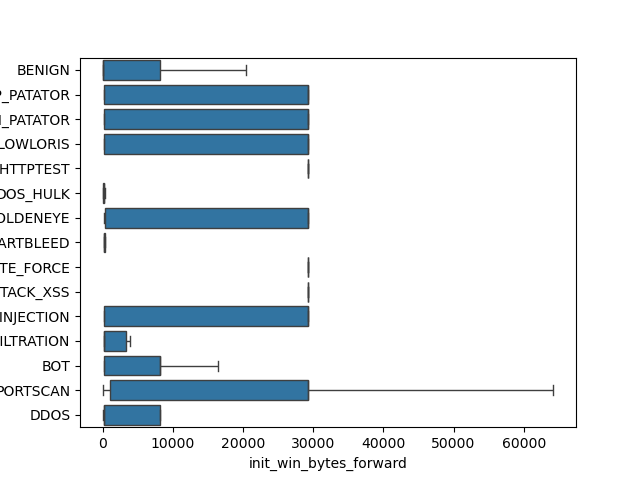 BENIGN
P_PATATOR
_PATATOR
LOWLORIS
HTTPTEST
DOS_HULK
OLDENEYE
ARTBLEED
TE_FORCE
TACK_XSS
INJECTION
ILTRATION
BOT
PORTSCAN
DDOS
0 10000 20000 30000 40000 50000 60000
init_win_bytes_forward